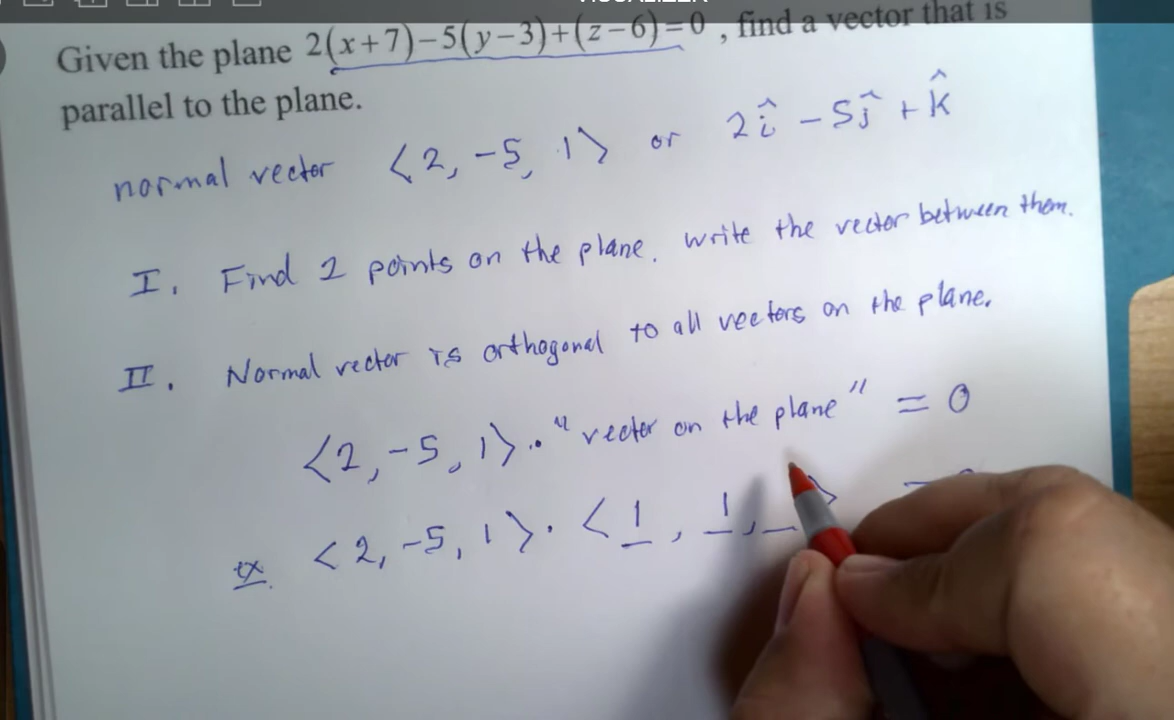 VISUALIZER
Given the plane 2(x+7)−5(y−3)+(z−6)=0 , find a vector that is
parallel to the plane.
normal vector ⟨2, -5, 1⟩ or 2î - 5ĵ + k̂
I. Find 2 points on the plane. write the vector between them.
II. Normal vector is orthogonal to all vectors on the plane.
⟨2, -5, 1⟩ · "vector on the plane" = 0
ex. ⟨2, -5, 1⟩ · ⟨1, 1, _⟩ =